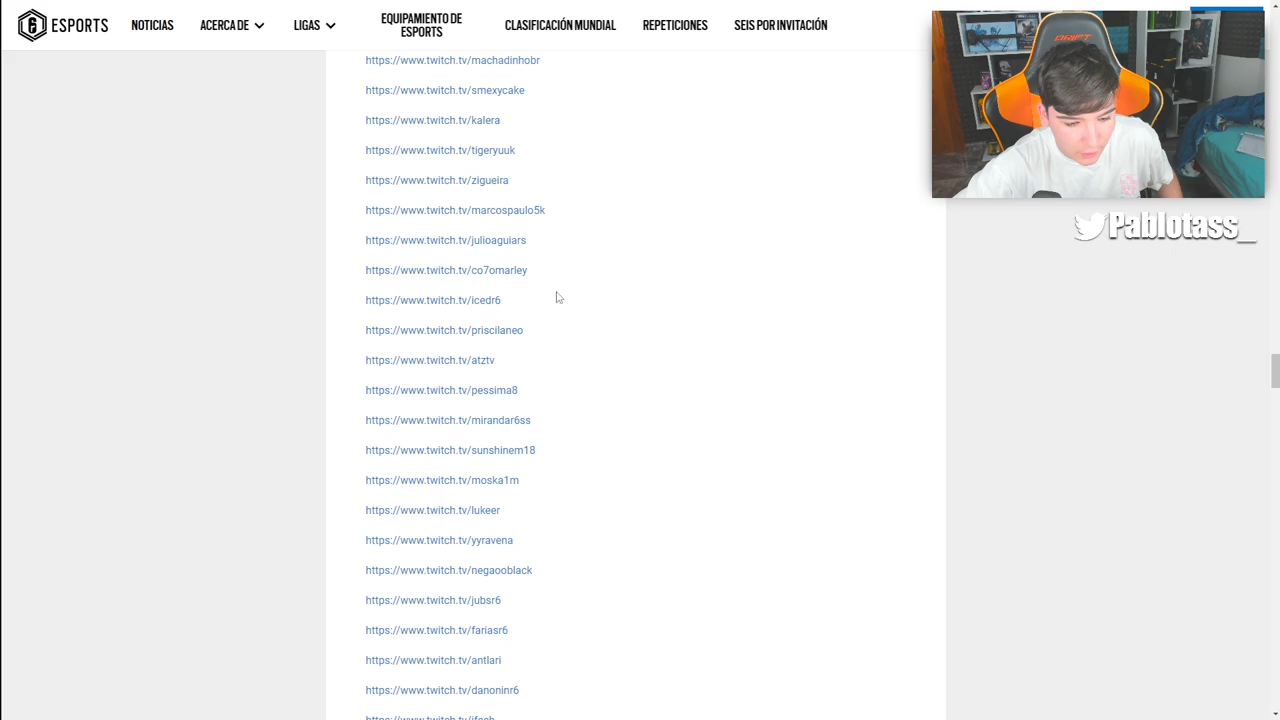 ESPORTS
NOTICIAS
ACERCA DE
LIGAS
EQUIPAMIENTO DE
ESPORTS
CLASIFICACIÓN MUNDIAL
REPETICIONES
SEIS POR INVITACIÓN
https://www.twitch.tv/machadinhobr
https://www.twitch.tv/smexycake
https://www.twitch.tv/kalera
https://www.twitch.tv/tigeryuuk
https://www.twitch.tv/zigueira
https://www.twitch.tv/marcospaulo5k
https://www.twitch.tv/julioaguiars
https://www.twitch.tv/co7omarley
https://www.twitch.tv/icedr6
https://www.twitch.tv/priscilaneo
https://www.twitch.tv/atztv
https://www.twitch.tv/pessima8
https://www.twitch.tv/mirandar6ss
https://www.twitch.tv/sunshinem18
https://www.twitch.tv/moska1m
https://www.twitch.tv/lukeer
https://www.twitch.tv/yyravena
https://www.twitch.tv/negaooblack
https://www.twitch.tv/jubsr6
https://www.twitch.tv/fariasr6
https://www.twitch.tv/antlari
https://www.twitch.tv/danoninr6
DRIFT
Pablotass_